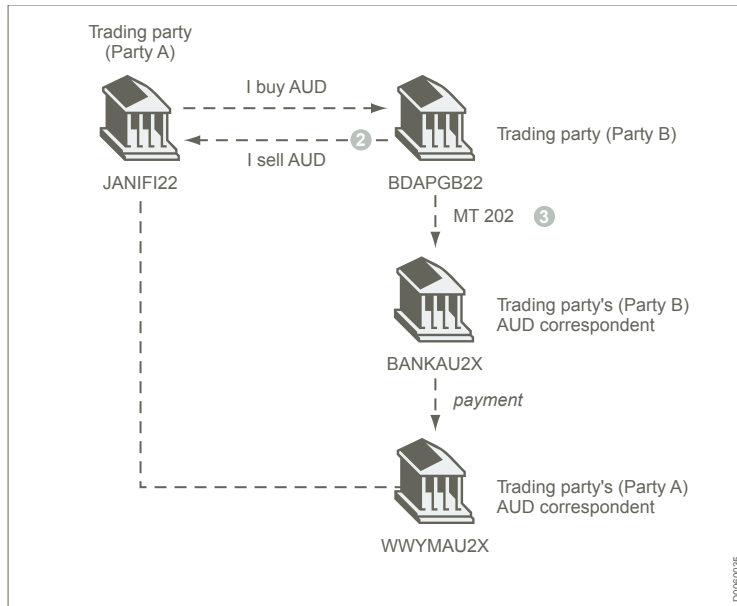 Trading party
(Party A)
I buy AUD
2
I sell AUD
Trading party (Party B)
JANIFI22
BDAPGB22
MT 202
3
Trading party's (Party B)
AUD correspondent
BANKAU2X
payment
Trading party's (Party A)
AUD correspondent
WWYMAU2X
D0060035